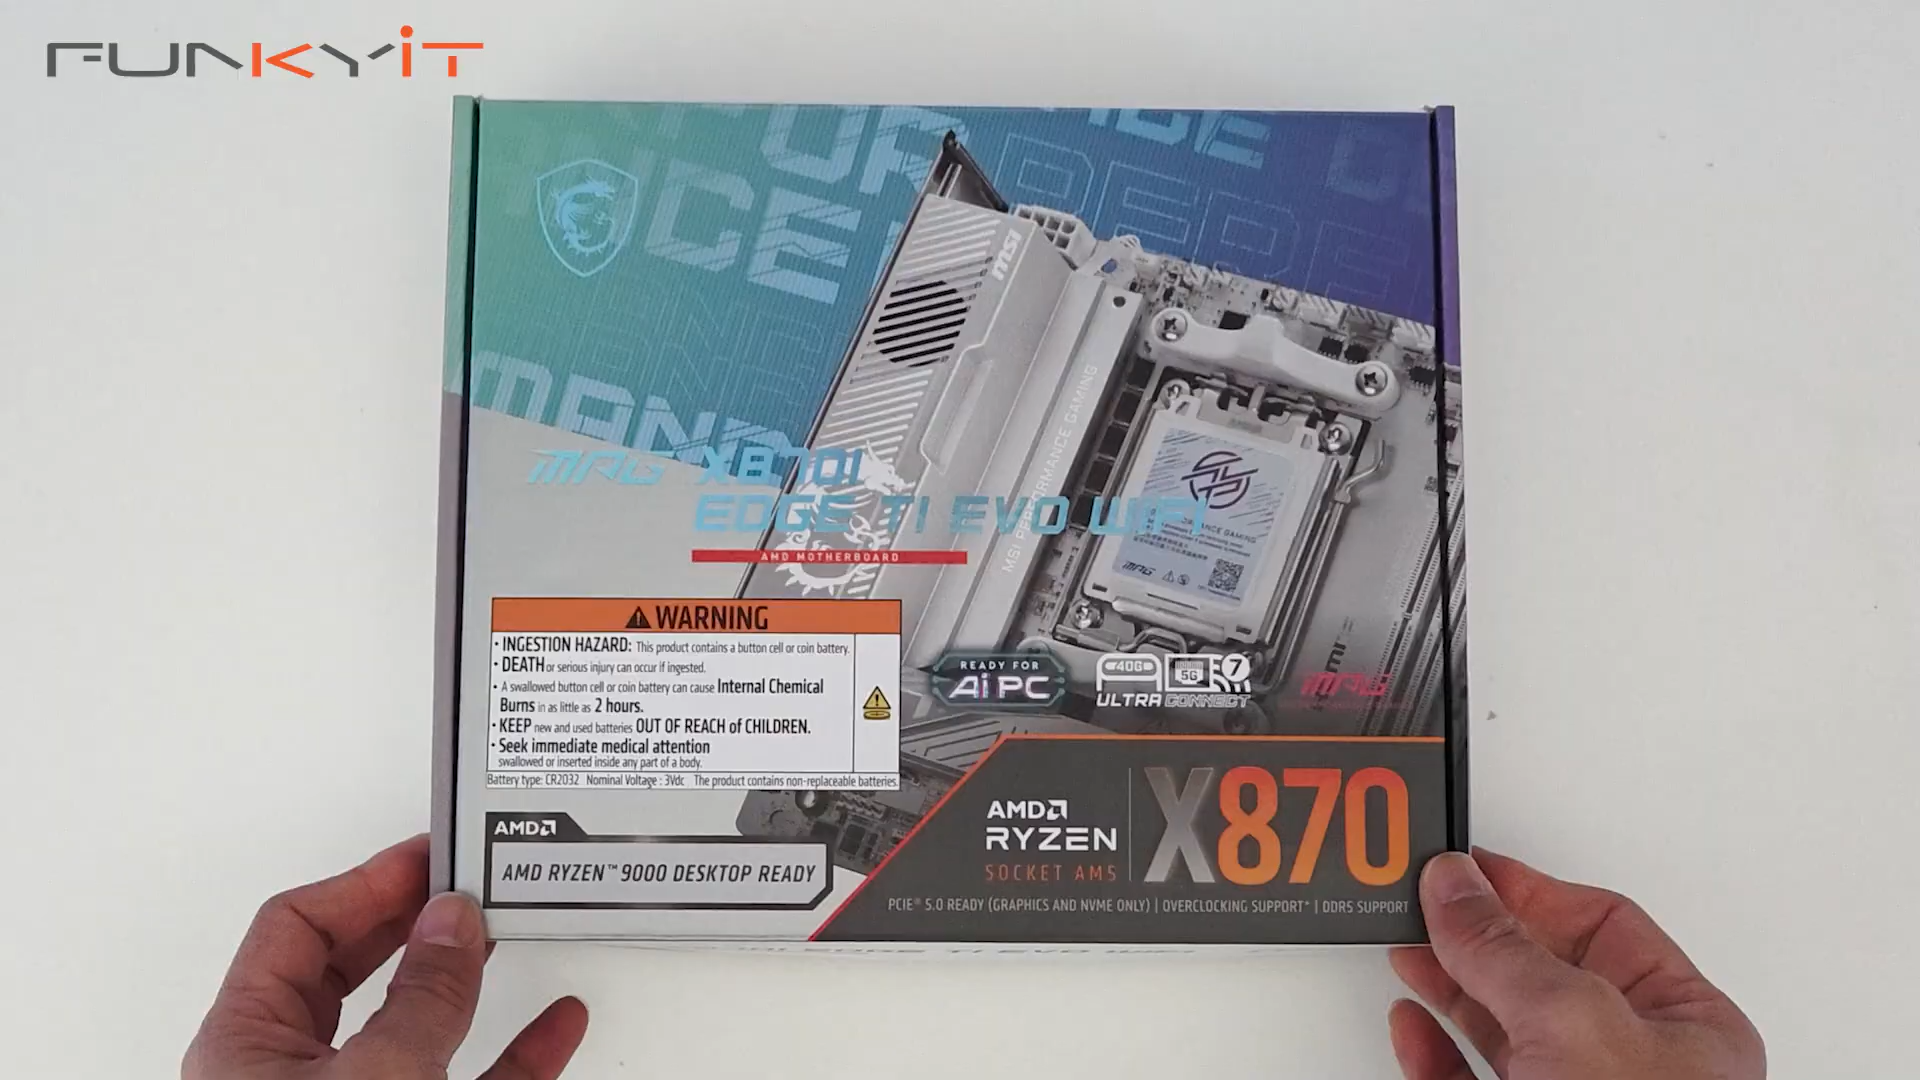 FUNKYiT
MPG X870I
EDGE TI EVO WIFI
AMD MOTHERBOARD
msi
MSI PERFORMANCE GAMING
MPG
WARNING
• INGESTION HAZARD: This product contains a button cell or coin battery.
• DEATH or serious injury can occur if ingested.
• A swallowed button cell or coin battery can cause Internal Chemical
Burns in as little as 2 hours.
• KEEP new and used batteries OUT OF REACH of CHILDREN.
• Seek immediate medical attention
swallowed or inserted inside any part of a body.
Battery type: CR2032 Nominal Voltage : 3Vdc The product contains non-replaceable batteries.
READY FOR
Ai PC
40G 5G 7
ULTRA CONNECT
MPG
AMD
AMD RYZEN™ 9000 DESKTOP READY
AMD
RYZEN
SOCKET AM5
X870
PCIE® 5.0 READY (GRAPHICS AND NVME ONLY) | OVERCLOCKING SUPPORT* | DDR5 SUPPORT
EDGE TI EVO WIFI